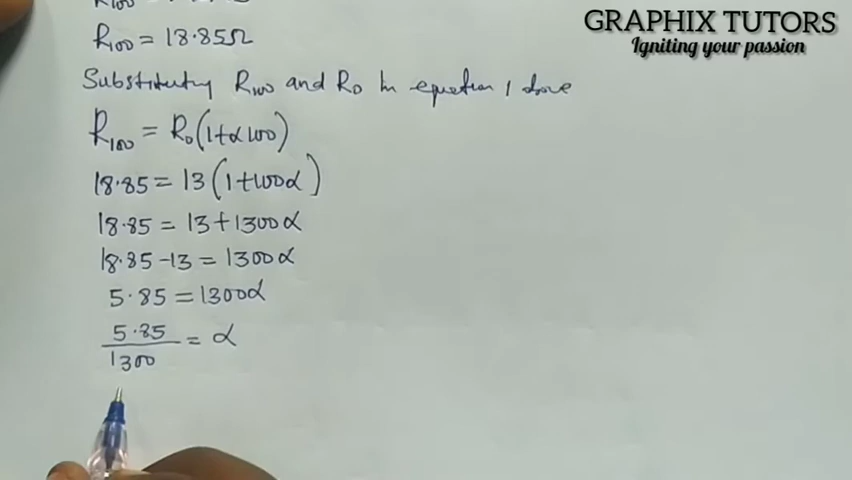 GRAPHIX TUTORS
Igniting your passion
R₁₀₀ = 18.85Ω
Substituting R₁₀₀ and R₀ in equation 1 above
R₁₀₀ = R₀(1+α100)
18.85 = 13(1+100α)
18.85 = 13+1300α
18.85-13 = 1300α
5.85 = 1300α
5.85/1300 = α